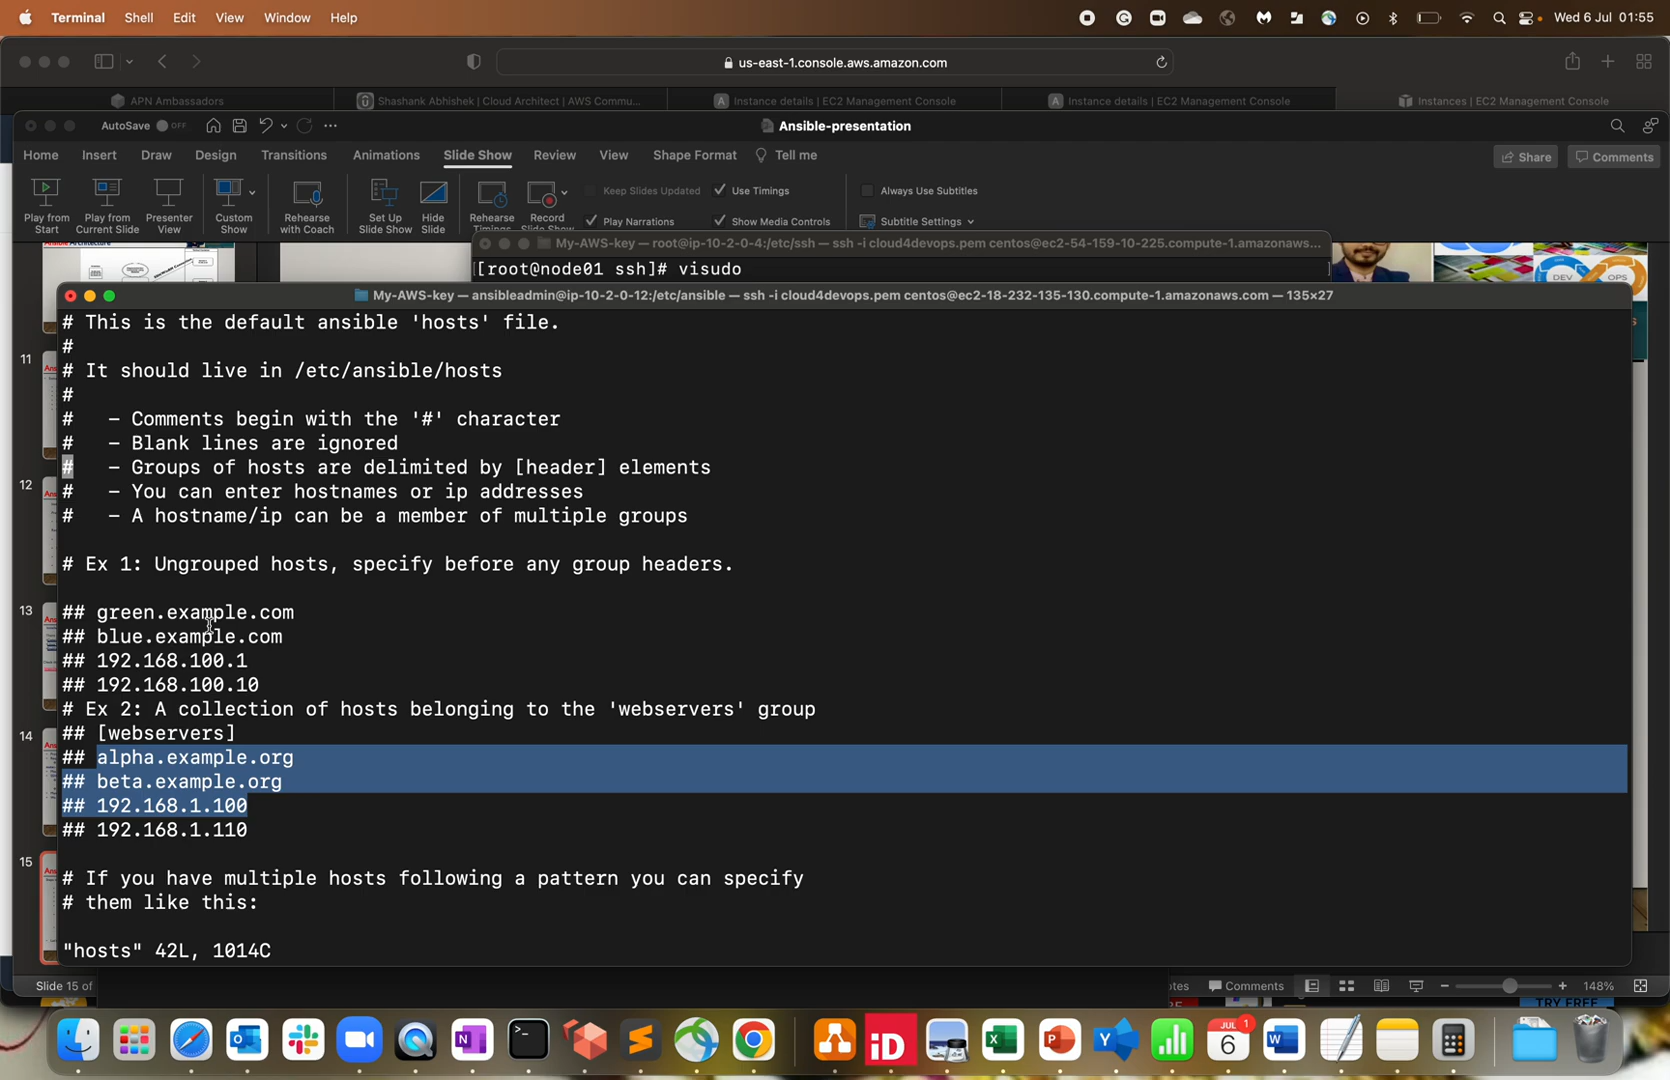 Terminal Shell Edit View Window Help Wed 6 Jul 01:55
us-east-1.console.aws.amazon.com
APN Ambassadors Shashank Abhishek | Cloud Architect | AWS Commu... Instance details | EC2 Management Console Instance details | EC2 Management Console Instances | EC2 Management Console
AutoSave OFF Ansible-presentation
Home Insert Draw Design Transitions Animations Slide Show Review View Shape Format Tell me Share Comments
Keep Slides Updated Use Timings Always Use Subtitles
Play from Start
Play from Current Slide
Presenter View
Custom Show
Rehearse with Coach
Set Up Slide Show
Hide Slide
Rehearse Timings
Record Slide Show
Play Narrations Show Media Controls Subtitle Settings
My-AWS-key — root@ip-10-2-0-4:/etc/ssh — ssh -i cloud4devops.pem centos@ec2-54-159-10-225.compute-1.amazonaws...
[root@node01 ssh]# visudo
DEV OPS
My-AWS-key — ansibleadmin@ip-10-2-0-12:/etc/ansible — ssh -i cloud4devops.pem centos@ec2-18-232-135-130.compute-1.amazonaws.com — 135×27
# This is the default ansible 'hosts' file.
#
# It should live in /etc/ansible/hosts
#
#   - Comments begin with the '#' character
#   - Blank lines are ignored
#   - Groups of hosts are delimited by [header] elements
#   - You can enter hostnames or ip addresses
#   - A hostname/ip can be a member of multiple groups
# Ex 1: Ungrouped hosts, specify before any group headers.
## green.example.com
## blue.example.com
## 192.168.100.1
## 192.168.100.10
# Ex 2: A collection of hosts belonging to the 'webservers' group
## [webservers]
## alpha.example.org
## beta.example.org
## 192.168.1.100
## 192.168.1.110
# If you have multiple hosts following a pattern you can specify
# them like this:
"hosts" 42L, 1014C
11
12
13
14
15
Slide 15 of
otes Comments 148%
TRY FREE
JUL 1
6